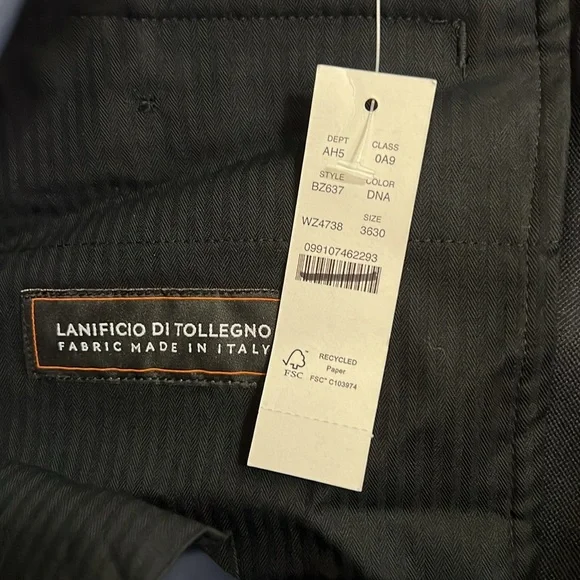 DEPT CLASS
AH5 0A9
STYLE COLOR
BZ637 DNA
WZ4738 SIZE
3630
099107462293
LANIFICIO DI TOLLEGNO
FABRIC MADE IN ITALY
FSC
RECYCLED
Paper
FSC® C103974